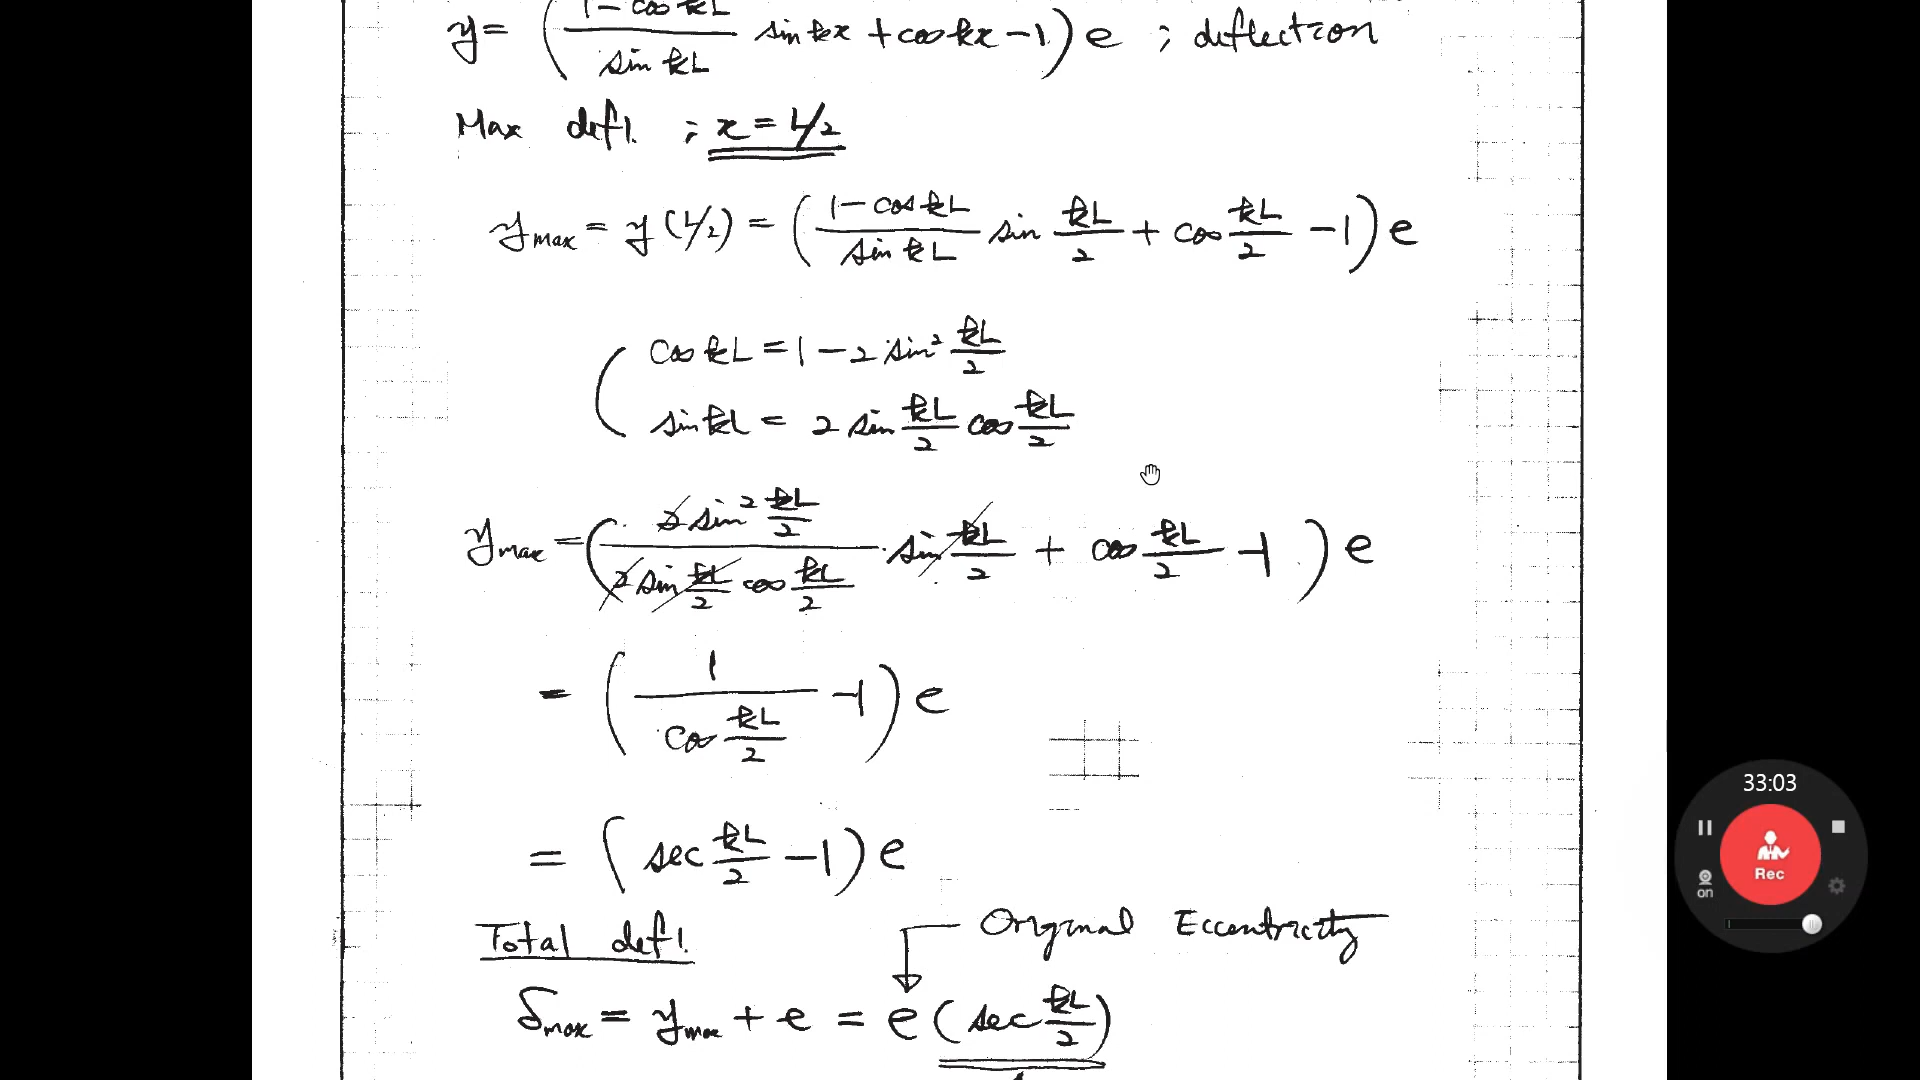 y = ( (1 - cos kL) / (sin kL) sin kx + cos kx - 1 ) e ; deflection
Max defl. ; x = L/2
y max = y (L/2) = ( (1 - cos kL) / (sin kL) sin kL/2 + cos kL/2 - 1 ) e
cos kL = 1 - 2 sin² kL/2
sin kL = 2 sin kL/2 cos kL/2
y max = ( (2 sin² kL/2) / (2 sin kL/2 cos kL/2) · sin kL/2 + cos kL/2 - 1 ) e
= ( 1 / (cos kL/2) - 1 ) e
= ( sec kL/2 - 1 ) e
Total defl.
Original Eccentricity
δ max = y max + e = e ( sec kL/2 )
33:03
Rec
on